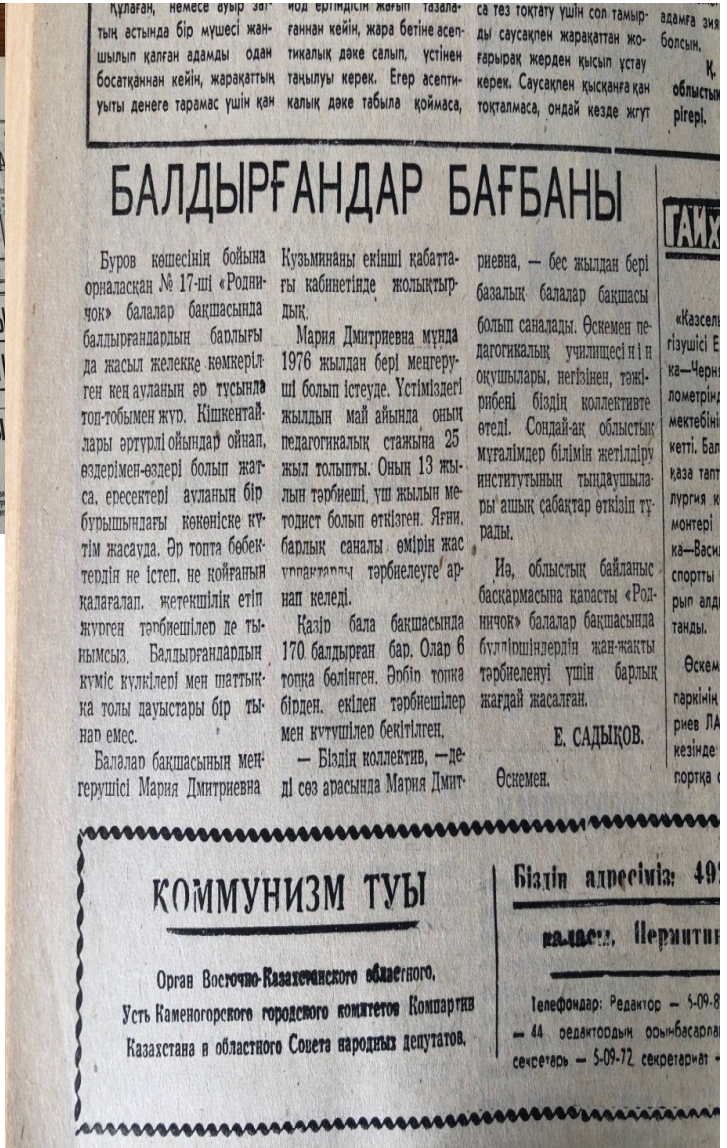 Құлаған, немесе ауыр зат-
тың астында бір мүшесі жан-
шылып қалған адамды одан
босатқаннан кейін, жарақаттың
уыты денеге тарамас үшін қан
йод ертіндісін жағып тазала-
ғаннан кейін, жара бетіне асеп-
тикалық дәке салып, үстінен
таңылуы керек. Егер асепти-
калық дәке табыла қоймаса,
са тез тоқтату үшін сол тамыр-
ды саусақпен жарақаттан жо-
ғарырақ жерден қысып ұстау
керек. Саусақпен қысқанға қан
тоқталмаса, ондай кезде жгут
адамға зия
болсын.
Қ.
облыстық
рігері.
БАЛДЫРҒАНДАР БАҒБАНЫ
Буров көшесінің бойына
орналасқан № 17-ші «Родни-
чок» балалар бақшасында
балдырғандардың барлығы
да жасыл желекке көмкеріл-
ген кең ауланың әр тұсында
топ-тобымен жүр. Кішкентай-
лары әртүрлі ойындар ойнап,
өздерімен-өздері болып жат-
са, ересектері ауланың бір
бұрышындағы көкөніске кү-
тім жасауда. Әр топта бөбек-
тердің не істеп, не қойғанын
қадағалап, жетекшілік етіп
жүрген тәрбиешілер де ты-
нымсыз. Балдырғандардың
күміс күлкілері мен шаттық-
қа толы дауыстары бір ты-
нар емес.
Балалар бақшасының мең-
герушісі Мария Дмитриевна
Кузьминаны екінші қабатта-
ғы кабинетінде жолықтыр-
дық.
Мария Дмитриевна мұнда
1976 жылдан бері меңгеру-
ші болып істеуде. Үстіміздегі
жылдың май айында оның
педагогикалық стажына 25
жыл толыпты. Оның 13 жы-
лын тәрбиеші, үш жылын ме-
тодист болып өткізген. Яғни,
барлық саналы өмірін жас
ұрпақтарды тәрбиелеуге ар-
нап келеді.
Қазір бала бақшасында
170 балдырған бар. Олар 6
топқа бөлінген. Әрбір топқа
бірден, екіден тәрбиешілер
мен күтушілер бекітілген.
— Біздің коллектив, —де-
ді сөз арасында Мария Дмит-
риевна, — бес жылдан бері
базалық балалар бақшасы
болып саналады. Өскемен пе-
дагогикалық училищесінің
оқушылары, негізінен, тәжі-
рибені біздің коллективте
өтеді. Сондай-ақ облыстық
мұғалімдер білімін жетілдіру
институтының тыңдаушыла-
ры ашық сабақтар өткізіп тұ-
рады.
Иә, облыстық байланыс
басқармасына қарасты «Род-
ничок» балалар бақшасында
бүлдіршіндердің жан-жақты
тәрбиеленуі үшін барлық
жағдай жасалған.
Е. САДЫҚОВ.
Өскемен.
ГАИХ
«Казсель
гізушісі Е
ка—Черня
лометрінд
мектебіні
кетті. Бал
қаза тапт
лургия к
монтері
ка—Васил
спортты
рып алд
танды.
Өскем
паркінің
риев ЛА
кезінде
портқа с
КОММУНИЗМ ТУЫ
Орган Восточно-Казахстанского областного,
Усть Каменогорского городского комитетов Компартии
Казахстана и областного Совета народных депутатов.
Біздің адресіміз: 492
қаласы,
Телефондар: Редактор — 5-09-8
— 44 редактордың орынбасарла
секретарь — 5-09-72, секретариат —